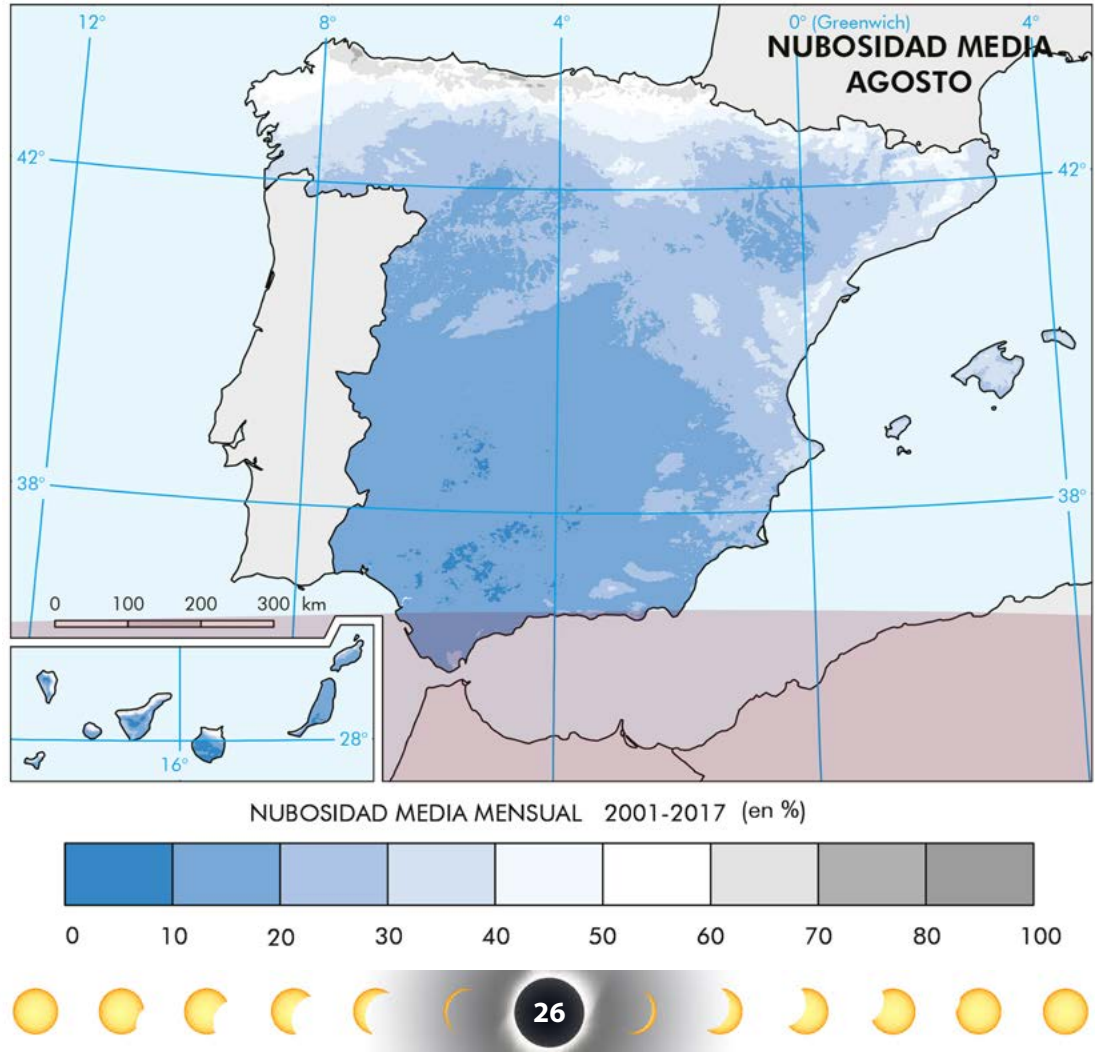 12° 8° 4° 0° (Greenwich) 4°
NUBOSIDAD MEDIA
AGOSTO
42° 42°
38° 38°
0 100 200 300 km
28°
16°
NUBOSIDAD MEDIA MENSUAL 2001-2017 (en %)
0 10 20 30 40 50 60 70 80 100
26